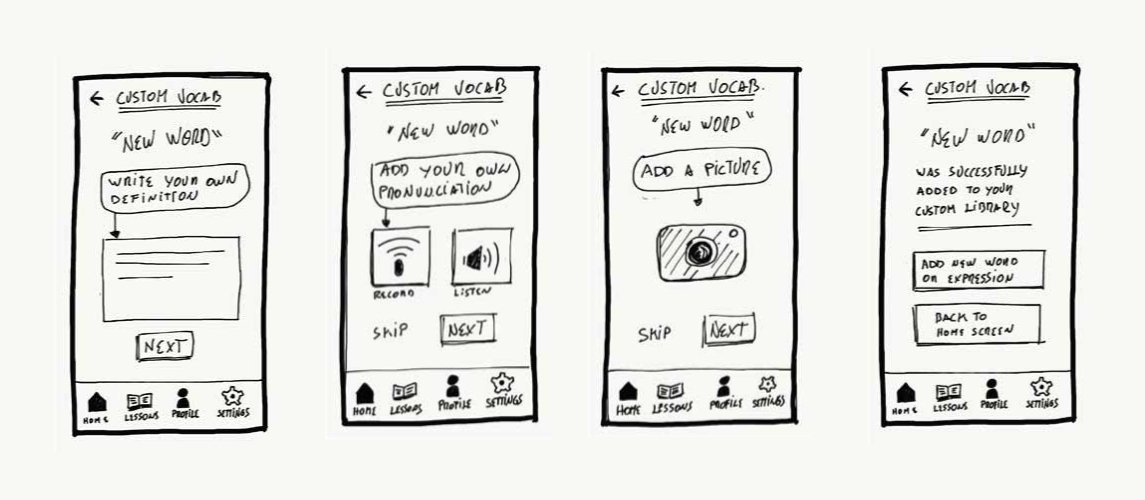 ← CUSTOM VOCAB
"NEW WORD"
WRITE YOUR OWN
DEFINITION
NEXT
HOME LESSONS PROFILE SETTINGS
← CUSTOM VOCAB
"NEW WORD"
ADD YOUR OWN
PRONUNCIATION
RECORD LISTEN
SKIP NEXT
HOME LESSONS PROFILE SETTINGS
← CUSTOM VOCAB.
"NEW WORD"
ADD A PICTURE
SKIP NEXT
HOME LESSONS PROFILE SETTINGS
← CUSTOM VOCAB
"NEW WORD"
WAS SUCCESSFULLY
ADDED TO YOUR
CUSTOM LIBRARY
ADD NEW WORD
OR EXPRESSION
BACK TO
HOME SCREEN
HOME LESSONS PROFILE SETTINGS